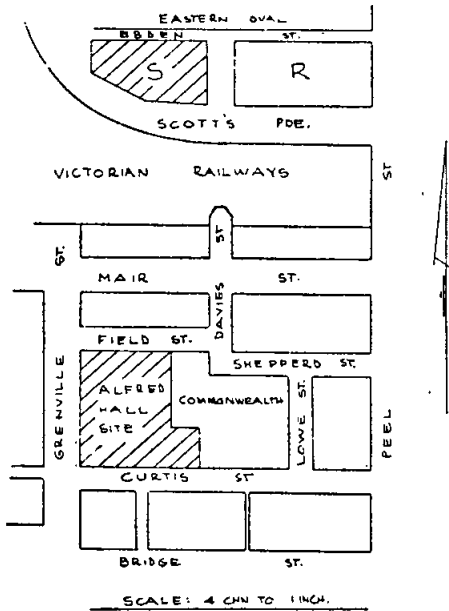 EASTERN OVAL
EBDEN ST.
S R
SCOTT'S PDE.
VICTORIAN RAILWAYS
ST
ST.
ST
MAIR ST.
DAVIES
FIELD ST.
SHEPPERD ST.
ALFRED
HALL
SITE
COMMONWEALTH
LOWE ST.
GRENVILLE
PEEL
CURTIS ST
BRIDGE ST.
SCALE: 4 CHN TO 1 INCH.